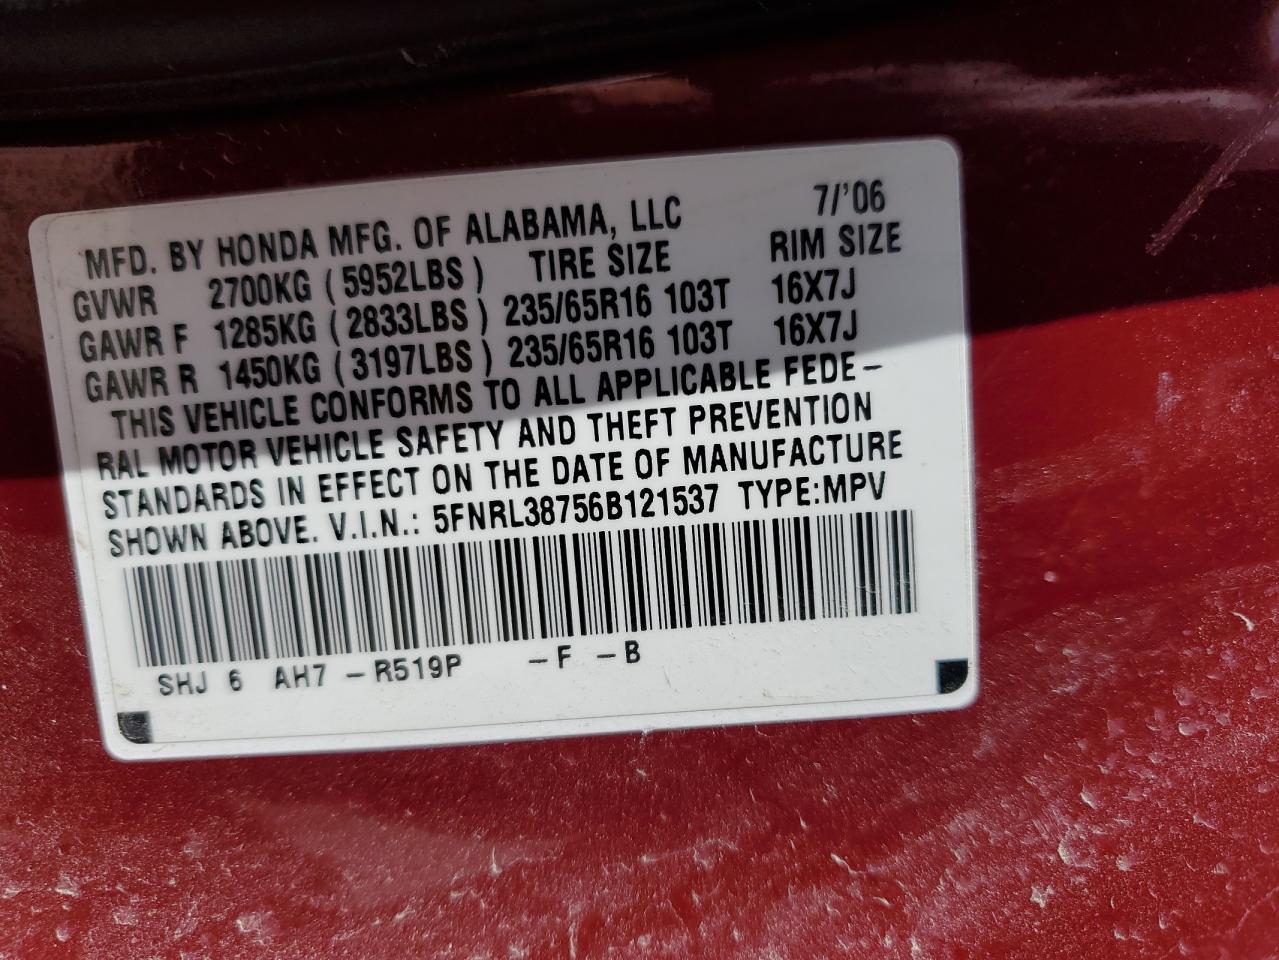 MFD. BY HONDA MFG. OF ALABAMA, LLC 7/'06
GVWR 2700KG ( 5952LBS ) TIRE SIZE RIM SIZE
GAWR F 1285KG ( 2833LBS ) 235/65R16 103T 16X7J
GAWR R 1450KG ( 3197LBS ) 235/65R16 103T 16X7J
THIS VEHICLE CONFORMS TO ALL APPLICABLE FEDE-
RAL MOTOR VEHICLE SAFETY AND THEFT PREVENTION
STANDARDS IN EFFECT ON THE DATE OF MANUFACTURE
SHOWN ABOVE. V.I.N.: 5FNRL38756B121537 TYPE:MPV
SHJ 6 AH7 -R519P -F -B